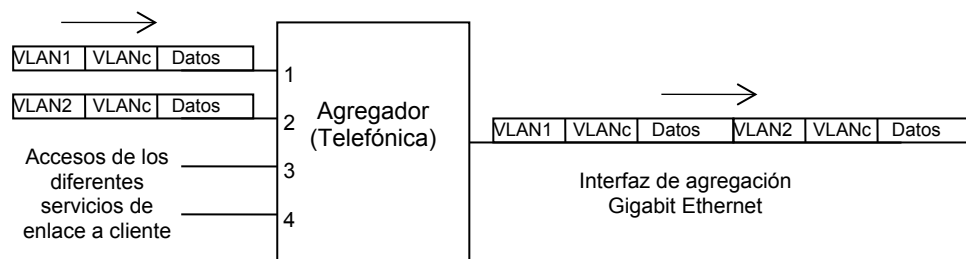 VLAN1 VLANc Datos
1
VLAN2 VLANc Datos
2
Accesos de los
diferentes
servicios de
enlace a cliente
3
4
Agregador
(Telefónica)
VLAN1 VLANc Datos VLAN2 VLANc Datos
Interfaz de agregación
Gigabit Ethernet